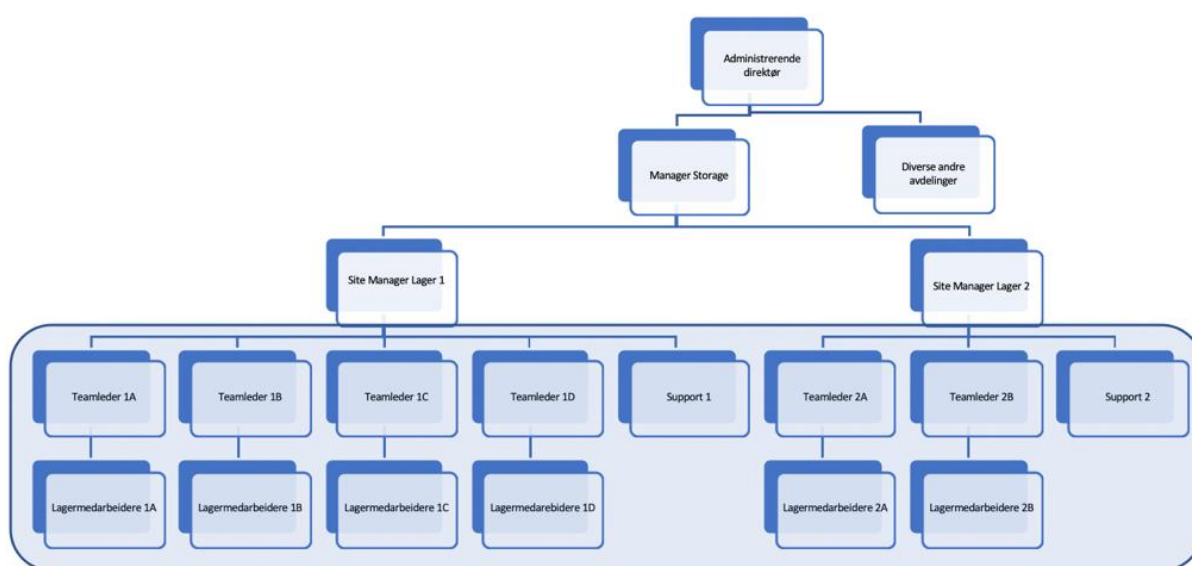 Administrerende
direktør
Manager Storage
Diverse andre
avdelinger
Site Manager Lager 1
Site Manager Lager 2
Teamleder 1A
Teamleder 1B
Teamleder 1C
Teamleder 1D
Support 1
Teamleder 2A
Teamleder 2B
Support 2
Lagermedarbeidere 1A
Lagermedarbeidere 1B
Lagermedarbeidere 1C
Lagermedarebidere 1D
Lagermedarbeidere 2A
Lagermedarbeidere 2B